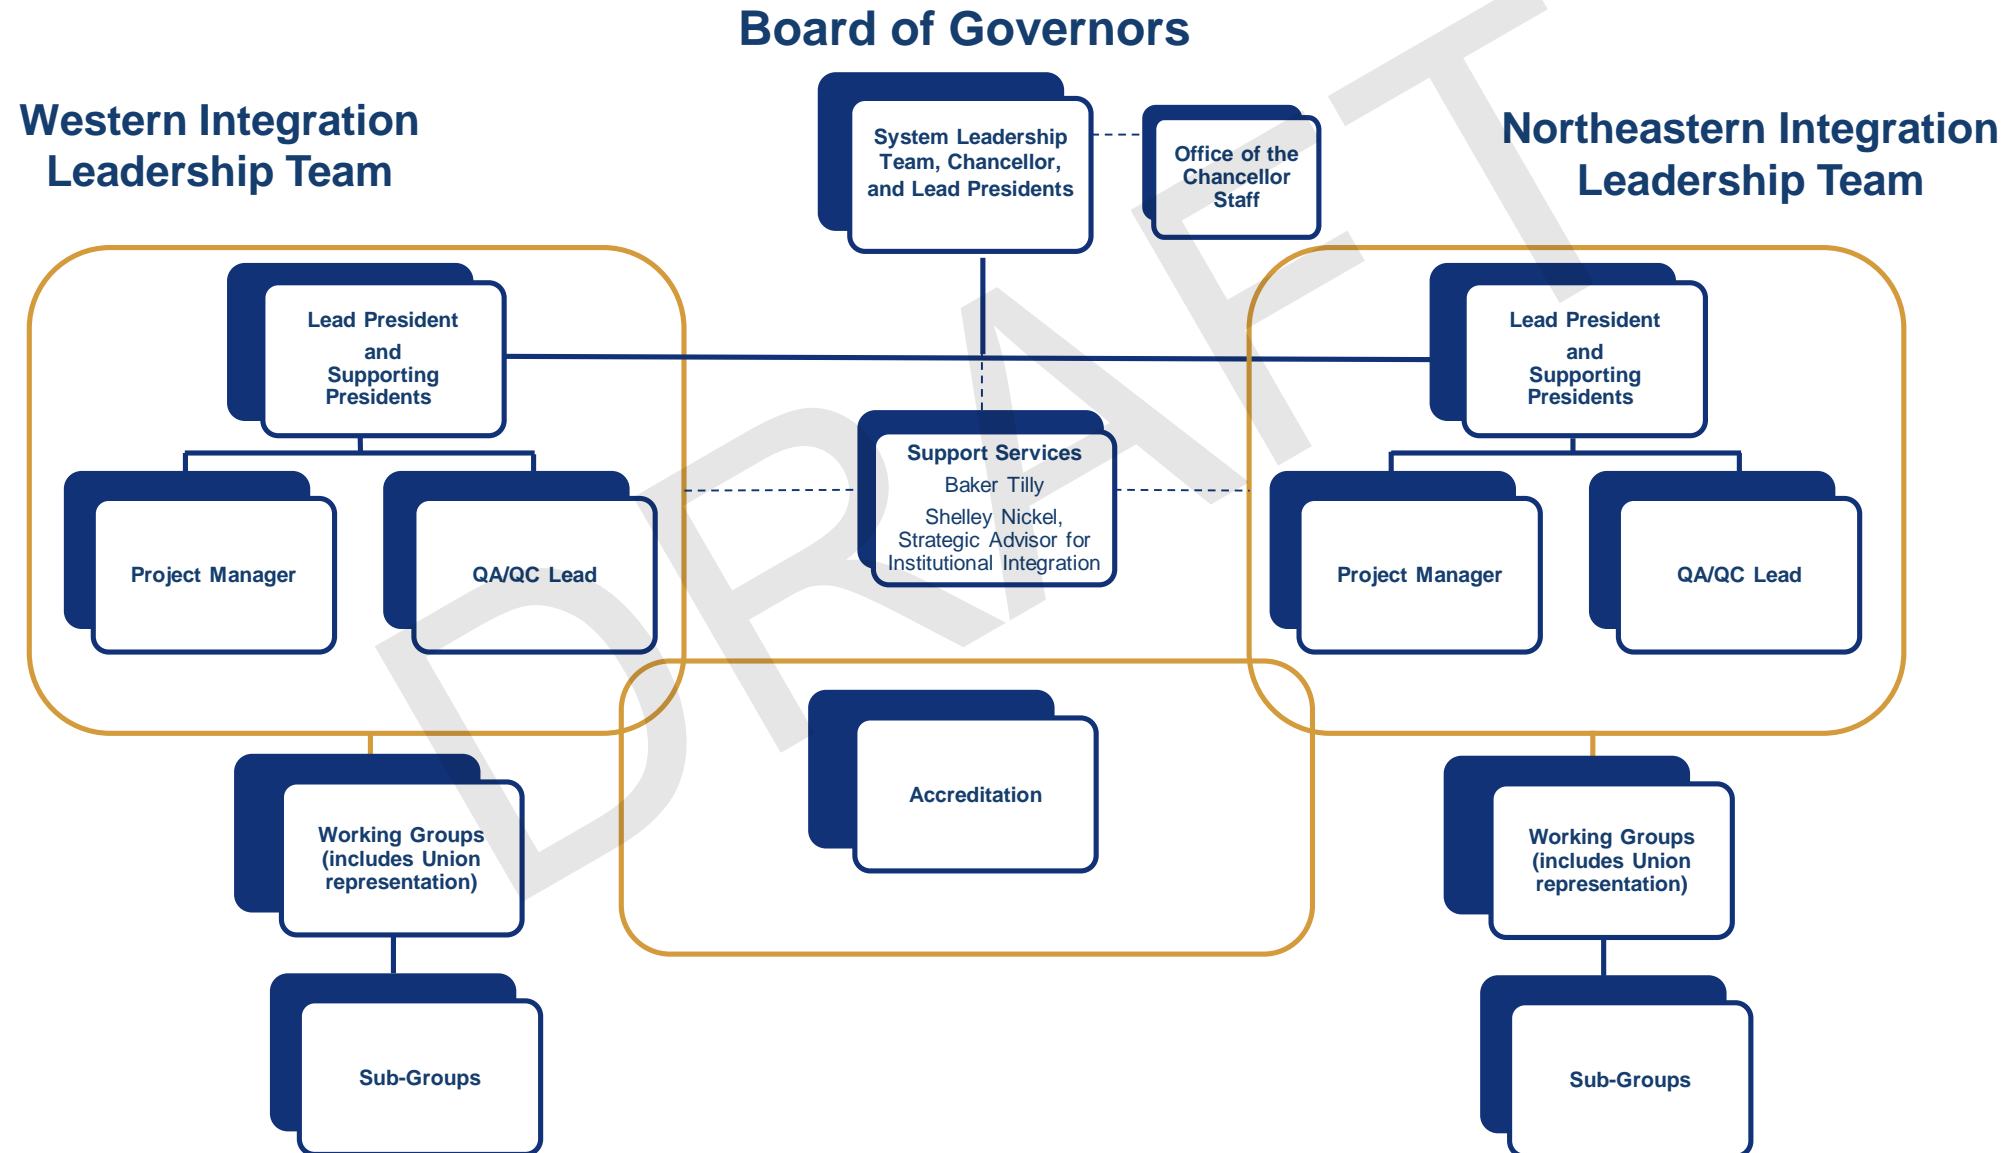 Board of Governors
Western Integration
Leadership Team
Northeastern Integration
Leadership Team
System Leadership
Team, Chancellor,
and Lead Presidents
Office of the
Chancellor
Staff
Lead President
and
Supporting
Presidents
Lead President
and
Supporting
Presidents
Support Services
Baker Tilly
Shelley Nickel,
Strategic Advisor for
Institutional Integration
Project Manager
QA/QC Lead
Project Manager
QA/QC Lead
Accreditation
Working Groups
(includes Union
representation)
Working Groups
(includes Union
representation)
Sub-Groups
Sub-Groups
DRAFT